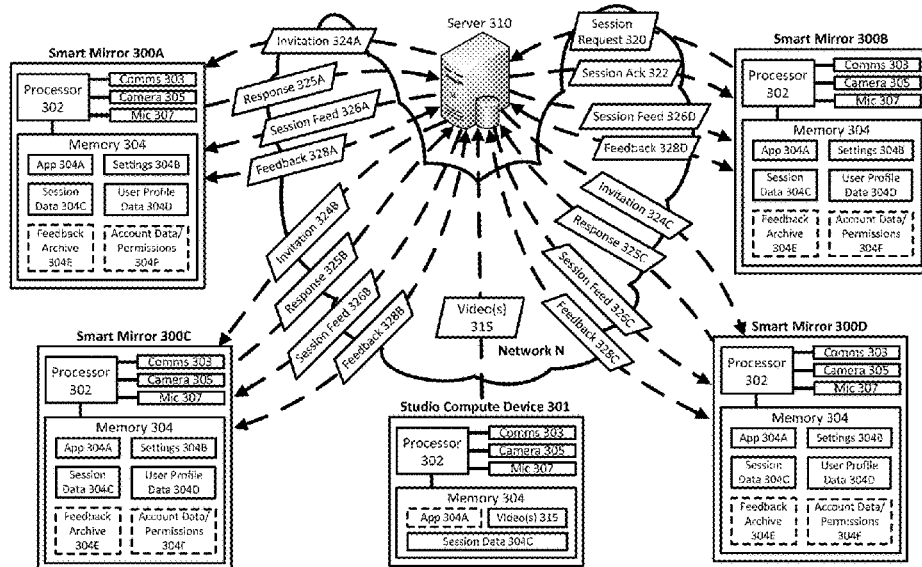 Server 310
Invitation 324A
Session
Request 320
Smart Mirror 300A
Processor
302
Comms 303
Camera 305
Mic 307
Memory 304
App 304A
Settings 304B
Session
Data 304C
User Profile
Data 304D
Feedback
Archive
304E
Account Data/
Permissions
304F
Response 325A
Session Feed 326A
Feedback 328A
Session Ack 322
Session Feed 326D
Feedback 328D
Smart Mirror 300B
Processor
302
Comms 303
Camera 305
Mic 307
Memory 304
App 304A
Settings 304B
Session
Data 304C
User Profile
Data 304D
Feedback
Archive
304E
Account Data/
Permissions
304F
Invitation 324B
Response 325B
Session Feed 326B
Feedback 328B
Video(s)
315
Network N
Invitation 324C
Response 325C
Session Feed 326C
Feedback 328C
Smart Mirror 300C
Processor
302
Comms 303
Camera 305
Mic 307
Memory 304
App 304A
Settings 304B
Session
Data 304C
User Profile
Data 304D
Feedback
Archive
304E
Account Data/
Permissions
304F
Studio Compute Device 301
Processor
302
Comms 303
Camera 305
Mic 307
Memory 304
App 304A
Video(s) 315
Session Data 304C
Smart Mirror 300D
Processor
302
Comms 303
Camera 305
Mic 307
Memory 304
App 304A
Settings 304B
Session
Data 304C
User Profile
Data 304D
Feedback
Archive
304E
Account Data/
Permissions
304F